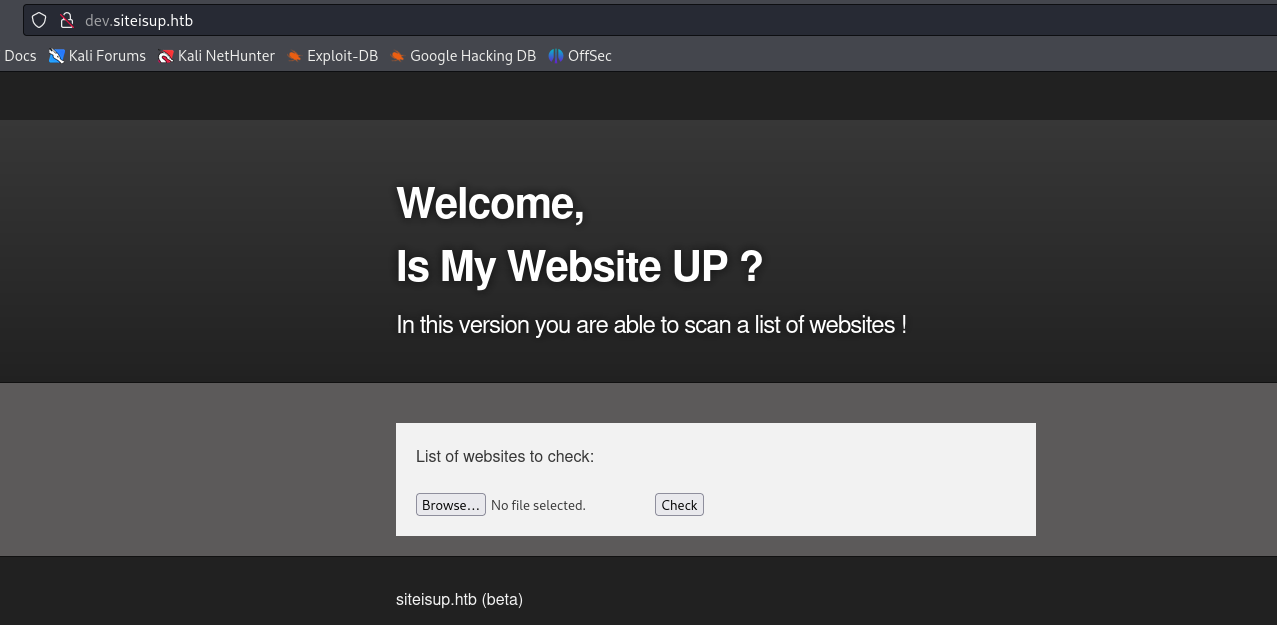 dev.siteisup.htb
Docs Kali Forums Kali NetHunter Exploit-DB Google Hacking DB OffSec
Welcome,
Is My Website UP ?
In this version you are able to scan a list of websites !
List of websites to check:
Browse... No file selected. Check
siteisup.htb (beta)